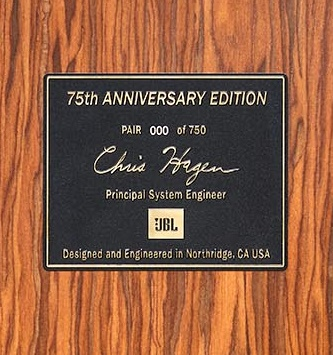 75th ANNIVERSARY EDITION
PAIR 000 of 750
Chris Hagen
Principal System Engineer
JBL
Designed and Engineered in Northridge, CA USA